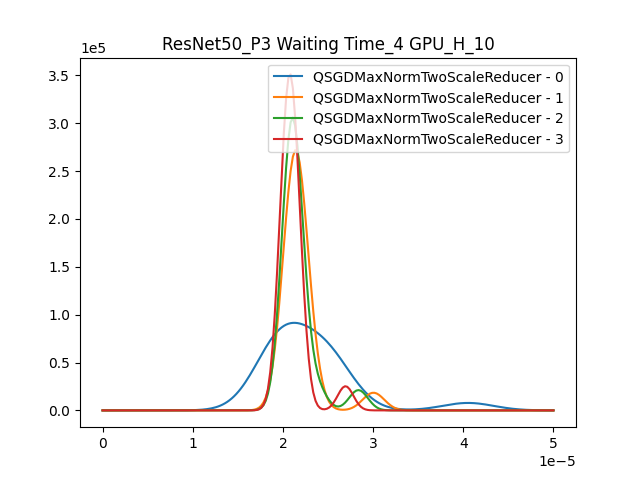 ResNet50_P3 Waiting Time_4 GPU_H_10
1e5
QSGDMaxNormTwoScaleReducer - 0
QSGDMaxNormTwoScaleReducer - 1
QSGDMaxNormTwoScaleReducer - 2
QSGDMaxNormTwoScaleReducer - 3
3.5
3.0
2.5
2.0
1.5
1.0
0.5
0.0
0 1 2 3 4 5
1e−5